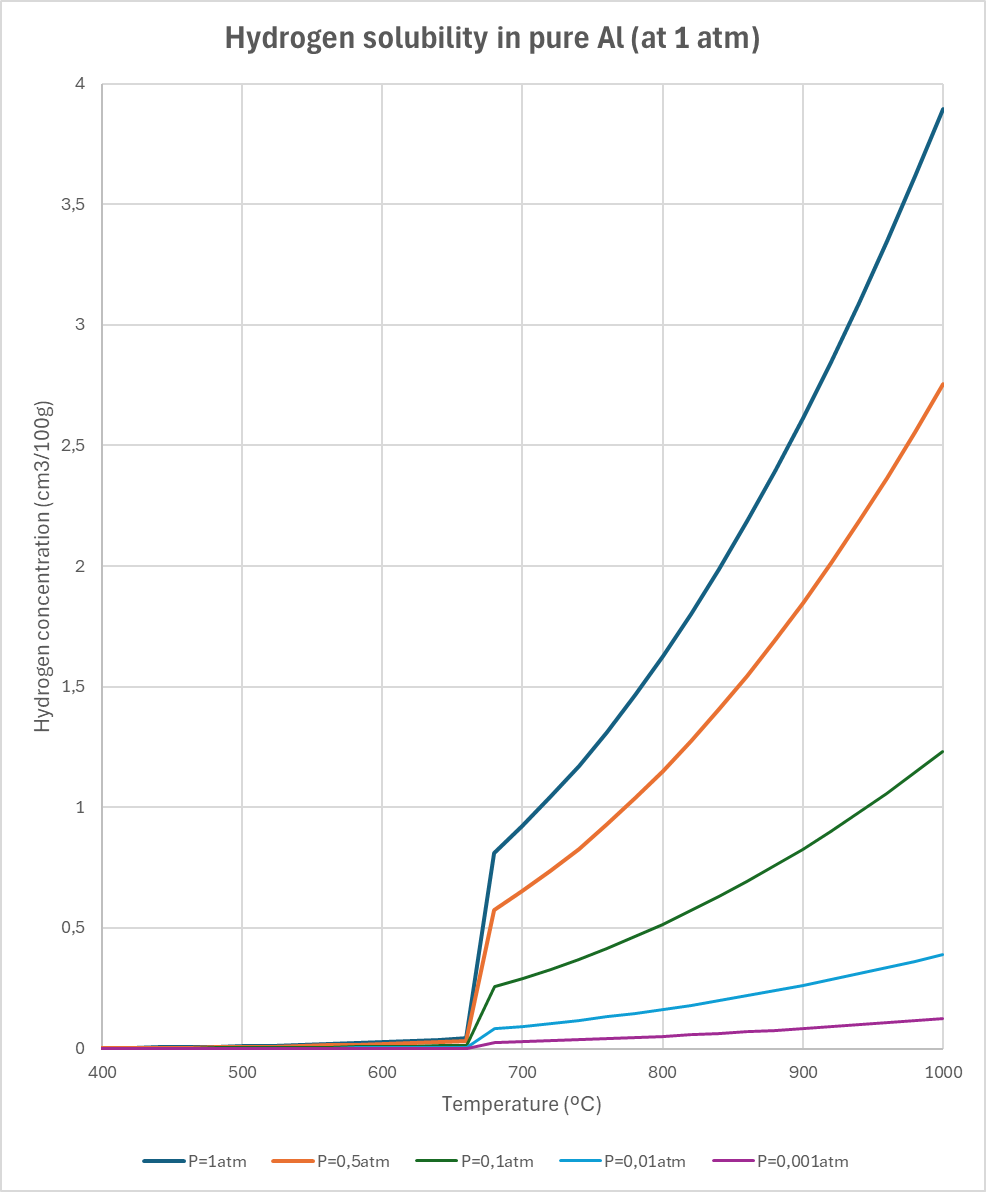 Hydrogen solubility in pure Al (at 1 atm)
4
3,5
3
2,5
2
1,5
1
0,5
0
Hydrogen concentration (cm3/100g)
400 500 600 700 800 900 1000
Temperature (ºC)
P=1atm P=0,5atm P=0,1atm P=0,01atm P=0,001atm